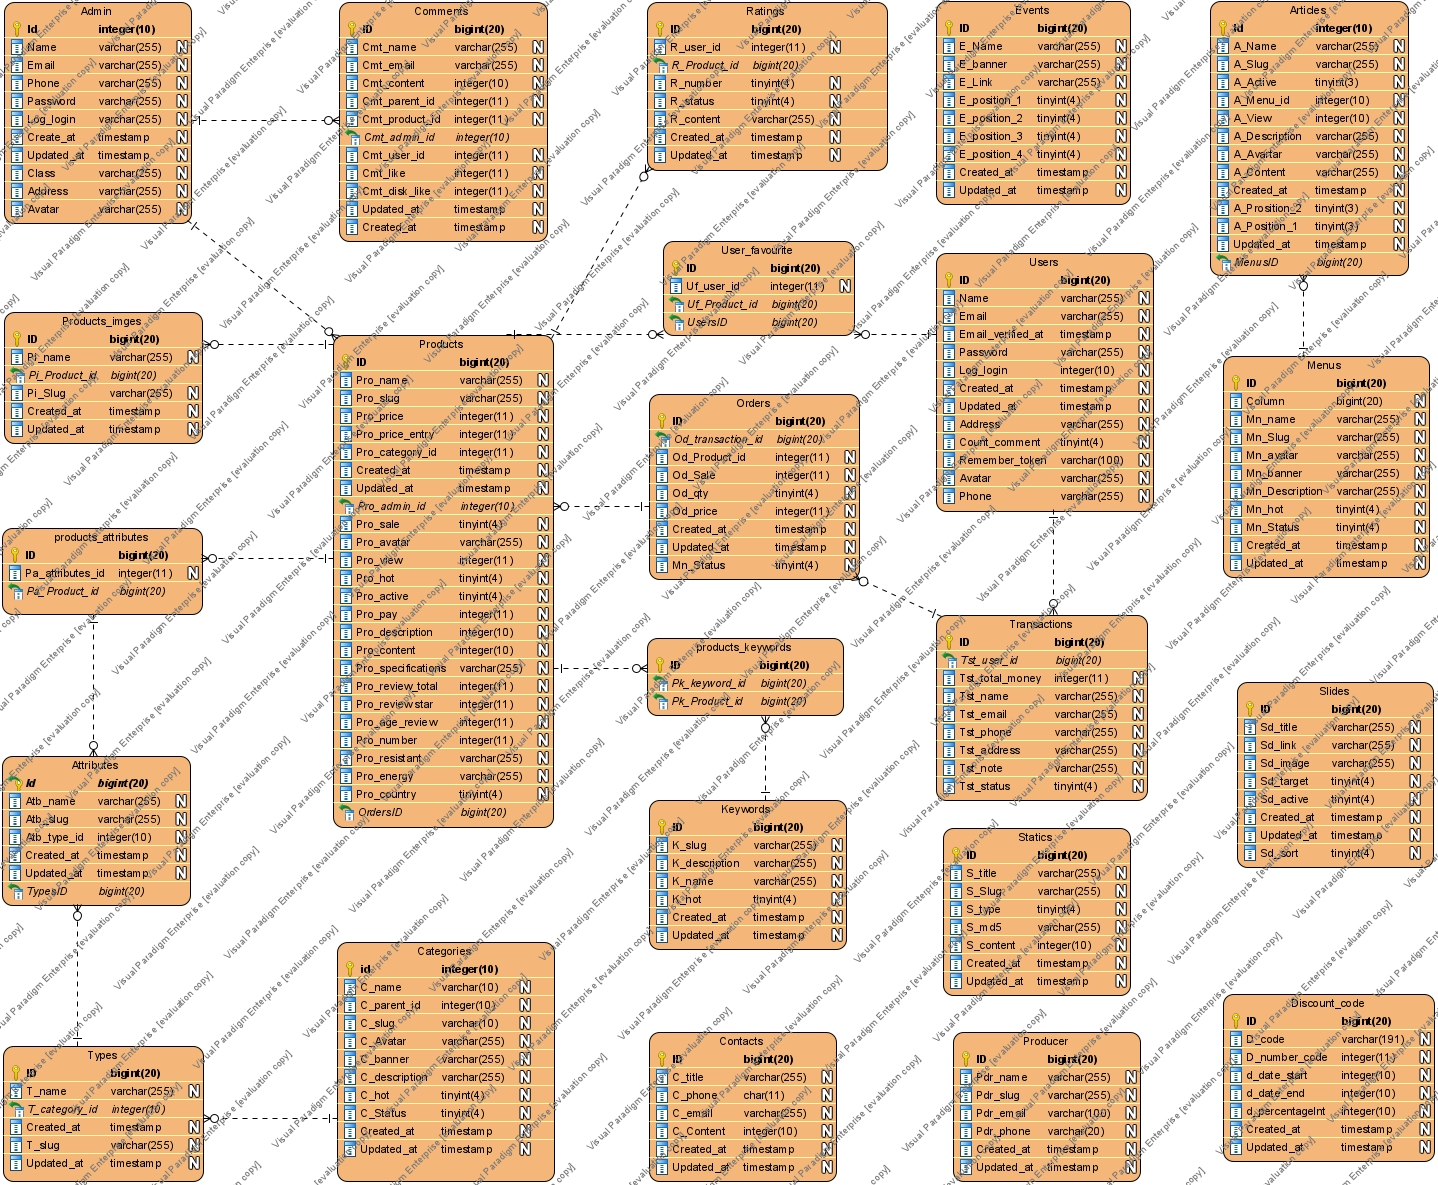 Admin
Id integer(10)
Name varchar(255) N
Email varchar(255) N
Phone varchar(255) N
Password varchar(255) N
Log_login varchar(255) N
Create_at timestamp N
Updated_at timestamp N
Class varchar(255) N
Address varchar(255) N
Avatar varchar(255) N
Comments
ID bigint(20)
Cmt_name varchar(255) N
Cmt_email varchar(255) N
Cmt_content integer(10) N
Cmt_parent_id integer(11) N
Cmt_product_id integer(11) N
Cmt_admin_id integer(10)
Cmt_user_id integer(11) N
Cmt_like integer(11) N
Cmt_disk_like integer(11) N
Updated_at timestamp N
Created_at timestamp N
Ratings
ID bigint(20)
R_user_id integer(11) N
R_Product_id bigint(20)
R_number tinyint(4) N
R_status tinyint(4) N
R_content varchar(255) N
Created_at timestamp N
Updated_at timestamp N
Events
ID bigint(20)
E_Name varchar(255) N
E_banner varchar(255) N
E_Link varchar(255) N
E_position_1 tinyint(4) N
E_position_2 tinyint(4) N
E_position_3 tinyint(4) N
E_position_4 tinyint(4) N
Created_at timestamp N
Updated_at timestamp N
Articles
Id integer(10)
A_Name varchar(255) N
A_Slug varchar(255) N
A_Active tinyint(3) N
A_Menu_id integer(10) N
A_View integer(10) N
A_Description varchar(255) N
A_Avartar varchar(255) N
A_Content varchar(255) N
Created_at timestamp N
A_Prosition_2 tinyint(3) N
A_Position_1 tinyint(3) N
Updated_at timestamp N
MenusID bigint(20)
User_favourite
ID bigint(20)
Uf_user_id integer(11) N
Uf_Product_id bigint(20)
UsersID bigint(20)
Users
ID bigint(20)
Name varchar(255) N
Email varchar(255) N
Email_verified_at timestamp N
Password varchar(255) N
Log_login integer(10) N
Created_at timestamp N
Updated_at timestamp N
Address varchar(255) N
Count_comment tinyint(4) N
Remember_token varchar(100) N
Avatar varchar(255) N
Phone varchar(255) N
Products_imges
ID bigint(20)
Pi_name varchar(255) N
Pi_Product_id bigint(20)
Pi_Slug varchar(255) N
Created_at timestamp N
Updated_at timestamp N
Products
ID bigint(20)
Pro_name varchar(255) N
Pro_slug varchar(255) N
Pro_price integer(11) N
Pro_price_entry integer(11) N
Pro_category_id integer(11) N
Created_at timestamp N
Updated_at timestamp N
Pro_admin_id integer(10)
Pro_sale tinyint(4) N
Pro_avatar varchar(255) N
Pro_view integer(11) N
Pro_hot tinyint(4) N
Pro_active tinyint(4) N
Pro_pay integer(11) N
Pro_description integer(10) N
Pro_content integer(10) N
Pro_specifications varchar(255) N
Pro_review_total integer(11) N
Pro_reviewstar integer(11) N
Pro_age_review integer(11) N
Pro_number integer(11) N
Pro_resistant varchar(255) N
Pro_energy varchar(255) N
Pro_country tinyint(4) N
OrdersID bigint(20)
Orders
ID bigint(20)
Od_transaction_id bigint(20)
Od_Product_id integer(11) N
Od_Sale integer(11) N
Od_qty tinyint(4) N
Od_price integer(11) N
Created_at timestamp N
Updated_at timestamp N
Mn_Status tinyint(4) N
Menus
ID bigint(20)
Column bigint(20) N
Mn_name varchar(255) N
Mn_Slug varchar(255) N
Mn_avatar varchar(255) N
Mn_banner varchar(255) N
Mn_Description varchar(255) N
Mn_hot tinyint(4) N
Mn_Status tinyint(4) N
Created_at timestamp N
Updated_at timestamp N
products_attributes
ID bigint(20)
Pa_attributes_id integer(11) N
Pa_Product_id bigint(20)
products_keywords
ID bigint(20)
Pk_keyword_id bigint(20)
Pk_Product_id bigint(20)
Transactions
ID bigint(20)
Tst_user_id bigint(20)
Tst_total_money integer(11) N
Tst_name varchar(255) N
Tst_email varchar(255) N
Tst_phone varchar(255) N
Tst_address varchar(255) N
Tst_note varchar(255) N
Tst_status tinyint(4) N
Slides
ID bigint(20)
Sd_title varchar(255) N
Sd_link varchar(255) N
Sd_image varchar(255) N
Sd_target tinyint(4) N
Sd_active tinyint(4) N
Created_at timestamp N
Updated_at timestamp N
Sd_sort tinyint(4) N
Attributes
Id bigint(20)
Atb_name varchar(255) N
Atb_slug varchar(255) N
Atb_type_id integer(10) N
Created_at timestamp N
Updated_at timestamp N
TypesID bigint(20)
Keywords
ID bigint(20)
K_slug varchar(255) N
K_description varchar(255) N
K_name varchar(255) N
K_hot tinyint(4) N
Created_at timestamp N
Updated_at timestamp N
Statics
ID bigint(20)
S_title varchar(255) N
S_Slug varchar(255) N
S_type tinyint(4) N
S_md5 varchar(255) N
S_content integer(10) N
Created_at timestamp N
Updated_at timestamp N
Categories
id integer(10)
C_name varchar(10) N
C_parent_id integer(10) N
C_slug varchar(10) N
C_Avatar varchar(255) N
C_banner varchar(255) N
C_description varchar(255) N
C_hot tinyint(4) N
C_Status tinyint(4) N
Created_at timestamp N
Updated_at timestamp N
Types
ID bigint(20)
T_name varchar(255) N
T_category_id integer(10)
Created_at timestamp N
T_slug varchar(255) N
Updated_at timestamp N
Contacts
ID bigint(20)
C_title varchar(255) N
C_phone char(11) N
C_email varchar(255) N
C_Content integer(10) N
Created_at timestamp N
Updated_at timestamp N
Producer
ID bigint(20)
Pdr_name varchar(255) N
Pdr_slug varchar(255) N
Pdr_email varchar(100) N
Pdr_phone varchar(20) N
Created_at timestamp N
Updated_at timestamp N
Discount_code
ID bigint(20)
D_code varchar(191) N
D_number_code integer(11) N
d_date_start integer(10) N
d_date_end integer(10) N
d_percentageInt integer(10) N
Created_at timestamp N
Updated_at timestamp N
Visual Paradigm Enterprise [evaluation copy]